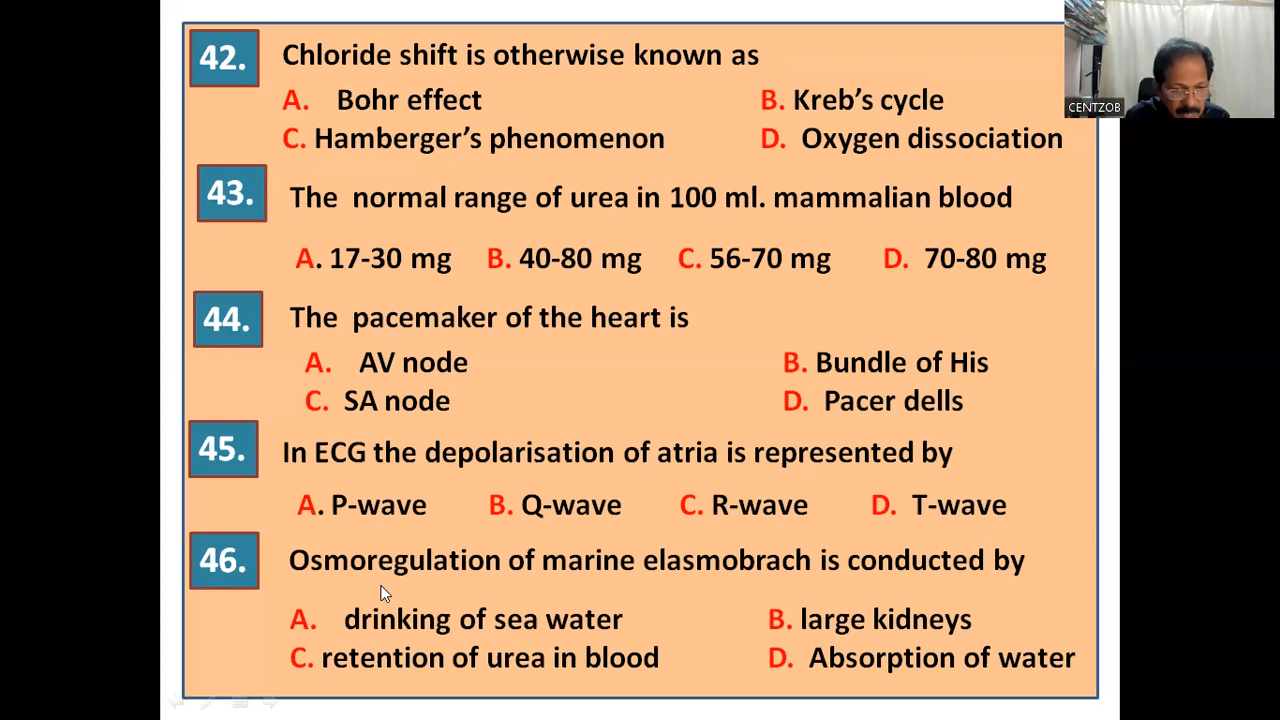 42. Chloride shift is otherwise known as
A. Bohr effect B. Kreb's cycle
C. Hamberger's phenomenon D. Oxygen dissociation
43. The normal range of urea in 100 ml. mammalian blood
A. 17-30 mg B. 40-80 mg C. 56-70 mg D. 70-80 mg
44. The pacemaker of the heart is
A. AV node B. Bundle of His
C. SA node D. Pacer dells
45. In ECG the depolarisation of atria is represented by
A. P-wave B. Q-wave C. R-wave D. T-wave
46. Osmoregulation of marine elasmobrach is conducted by
A. drinking of sea water B. large kidneys
C. retention of urea in blood D. Absorption of water
CENTZOB